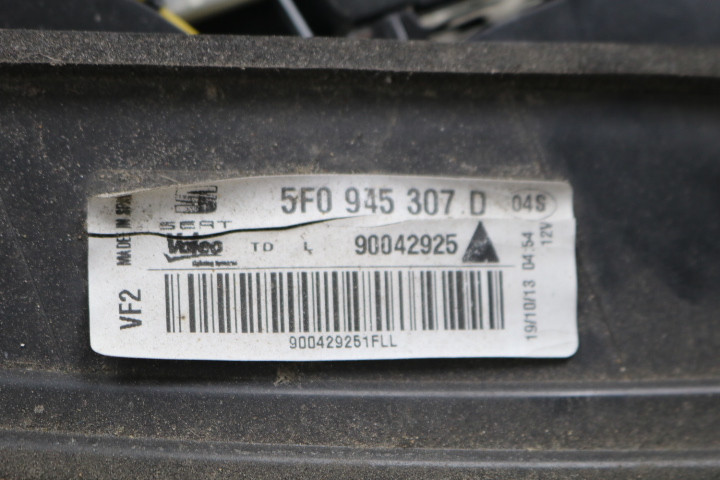 5F0 945 307 D 04S
SEAT
Valeo TD L 90042925
900429251FLL
VF2 MADE IN SPAIN
19/10/13 04:54
12V